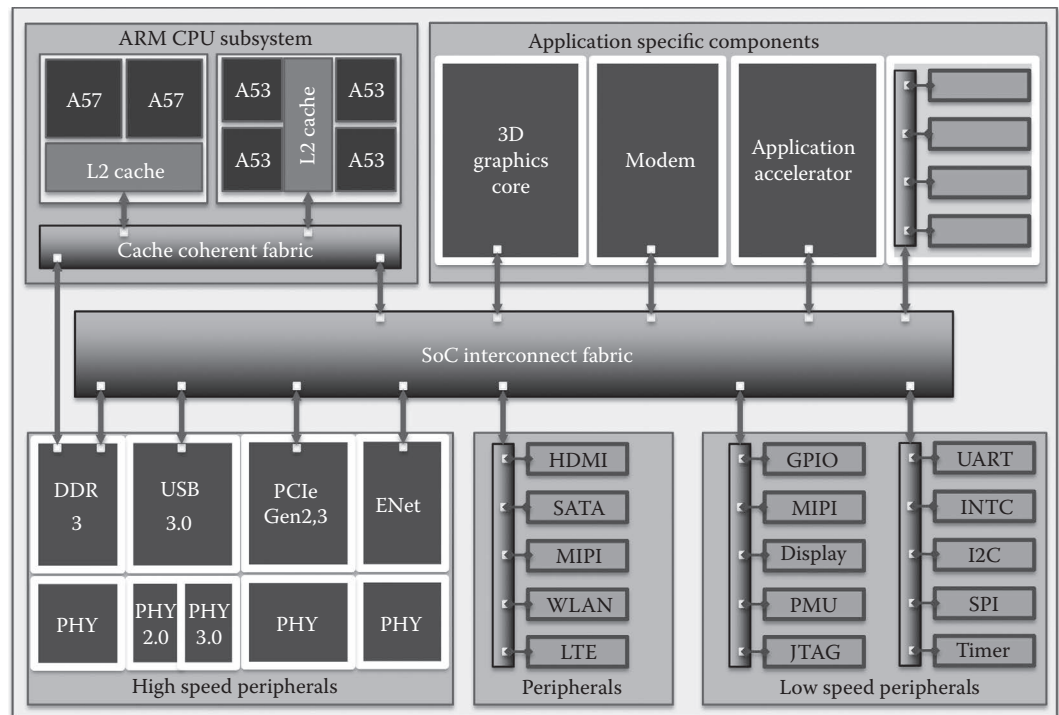 ARM CPU subsystem
A57
A57
L2 cache
A53
A53
L2 cache
A53
A53
Cache coherent fabric
Application specific components
3D
graphics
core
Modem
Application
accelerator
SoC interconnect fabric
DDR
3
USB
3.0
PCIe
Gen2,3
ENet
PHY
PHY
2.0
PHY
3.0
PHY
PHY
High speed peripherals
HDMI
SATA
MIPI
WLAN
LTE
Peripherals
GPIO
MIPI
Display
PMU
JTAG
UART
INTC
I2C
SPI
Timer
Low speed peripherals